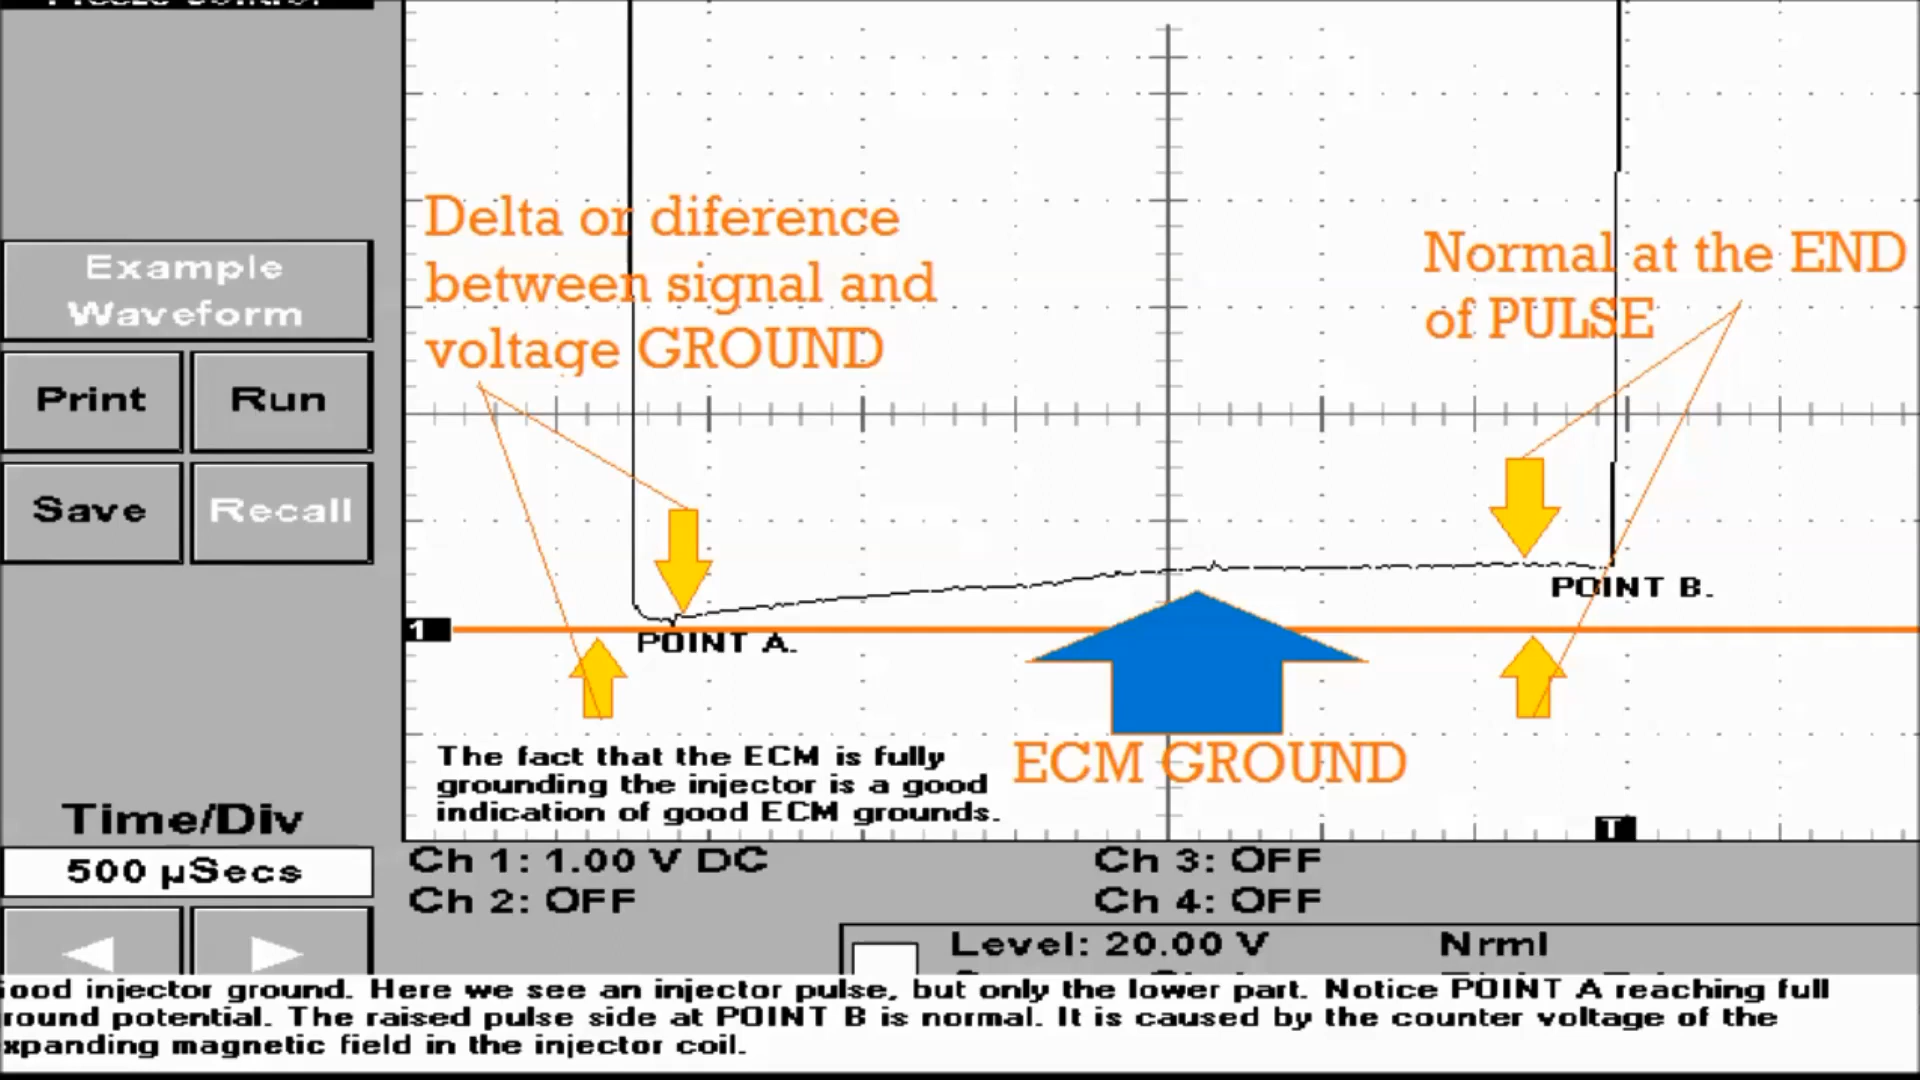 Freeze Control
Example
Waveform
Print
Run
Save
Recall
Time/Div
500 µSecs
Delta or diference
between signal and
voltage GROUND
Normal at the END
of PULSE
POINT A.
POINT B.
1
The fact that the ECM is fully
grounding the injector is a good
indication of good ECM grounds.
ECM GROUND
T
Ch 1: 1.00 V DC
Ch 3: OFF
Ch 2: OFF
Ch 4: OFF
Level: 20.00 V
Nrml
ood injector ground. Here we see an injector pulse, but only the lower part. Notice POINT A reaching full
round potential. The raised pulse side at POINT B is normal. It is caused by the counter voltage of the
xpanding magnetic field in the injector coil.